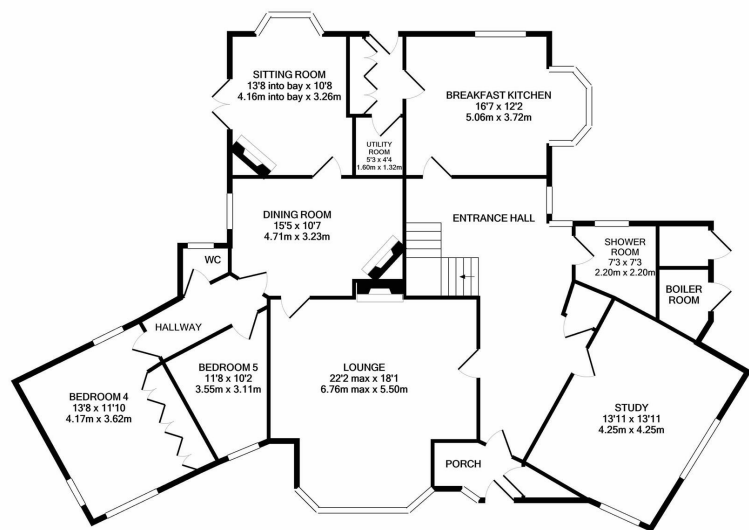 SITTING ROOM
13'8 into bay x 10'8
4.16m into bay x 3.26m
BREAKFAST KITCHEN
16'7 x 12'2
5.06m x 3.72m
UTILITY
ROOM
5'3 x 4'4
1.60m x 1.32m
DINING ROOM
15'5 x 10'7
4.71m x 3.23m
ENTRANCE HALL
SHOWER
ROOM
7'3 x 7'3
2.20m x 2.20m
WC
BOILER
ROOM
HALLWAY
BEDROOM 5
11'8 x 10'2
3.55m x 3.11m
LOUNGE
22'2 max x 18'1
6.76m max x 5.50m
BEDROOM 4
13'8 x 11'10
4.17m x 3.62m
STUDY
13'11 x 13'11
4.25m x 4.25m
PORCH